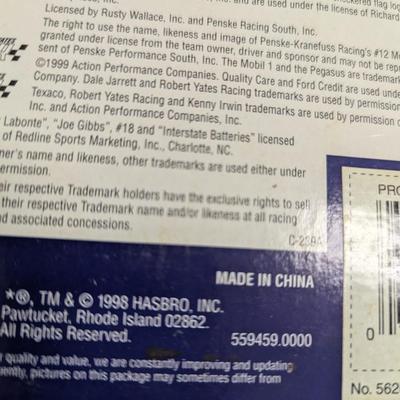 and are used under the license of Richard
Licensed by Rusty Wallace, Inc. and Penske Racing South, Inc.
The right to use the name, likeness and image of Penske-Kranefuss Racing's #12 Mo
granted under license from the team owner, driver and sponsor and may not be rep
sent of Penske Performance South, Inc. The Mobil 1 and the Pegasus are trademark
©1999 Action Performance Companies. Quality Care and Ford Credit are used under
Company. Dale Jarrett and Robert Yates Racing trademarks are used by permission
Texaco, Robert Yates Racing and Kenny Irwin trademarks are used by permission o
Inc. and Action Performance Companies, Inc.
Labonte", "Joe Gibbs", #18 and "Interstate Batteries" licensed
of Redline Sports Marketing, Inc., Charlotte, NC.
ner's name and likeness, other trademarks are used either under
ermission.
eir respective Trademark holders have the exclusive rights to sell
their respective Trademark name and/or likeness at all racing
nd associated concessions.
MADE IN CHINA
*®, TM & © 1998 HASBRO, INC.
Pawtucket, Rhode Island 02862.
All Rights Reserved.
559459.0000
r quality and value, we are constantly improving and updating
uently, pictures on this package may sometimes differ from
PRO
0
No. 562